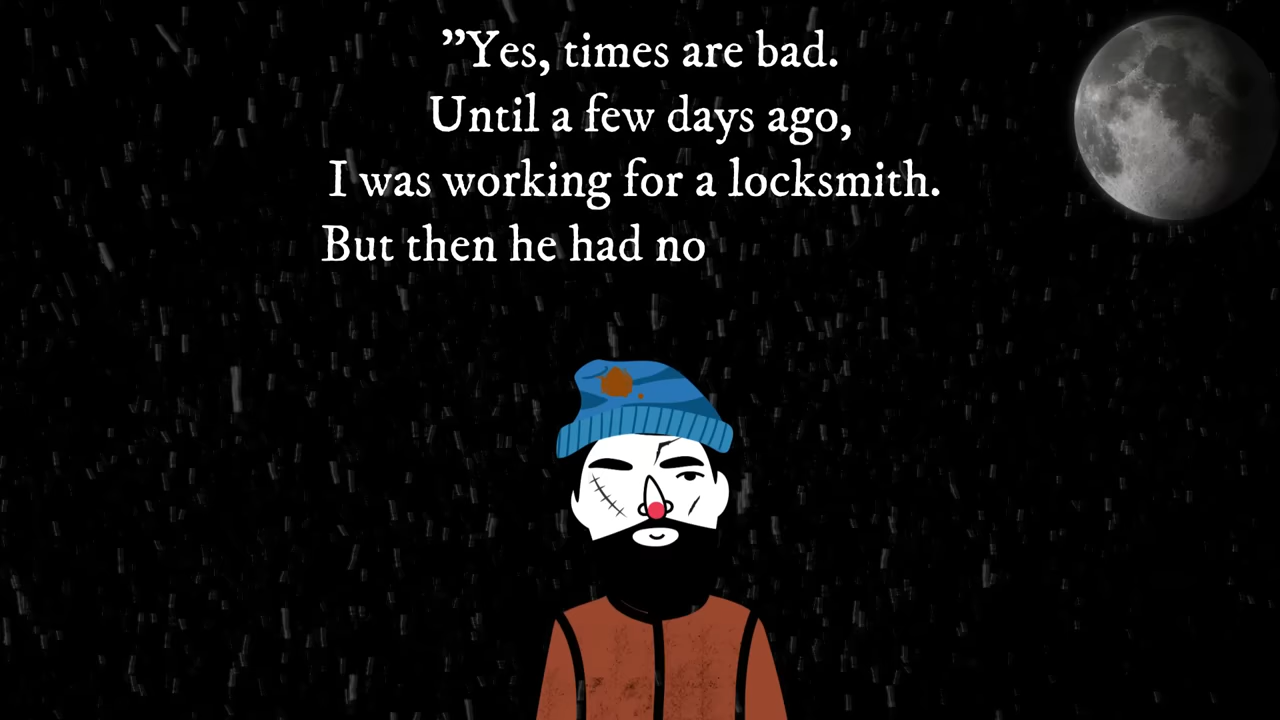 ”Yes, times are bad.
Until a few days ago,
I was working for a locksmith.
But then he had no